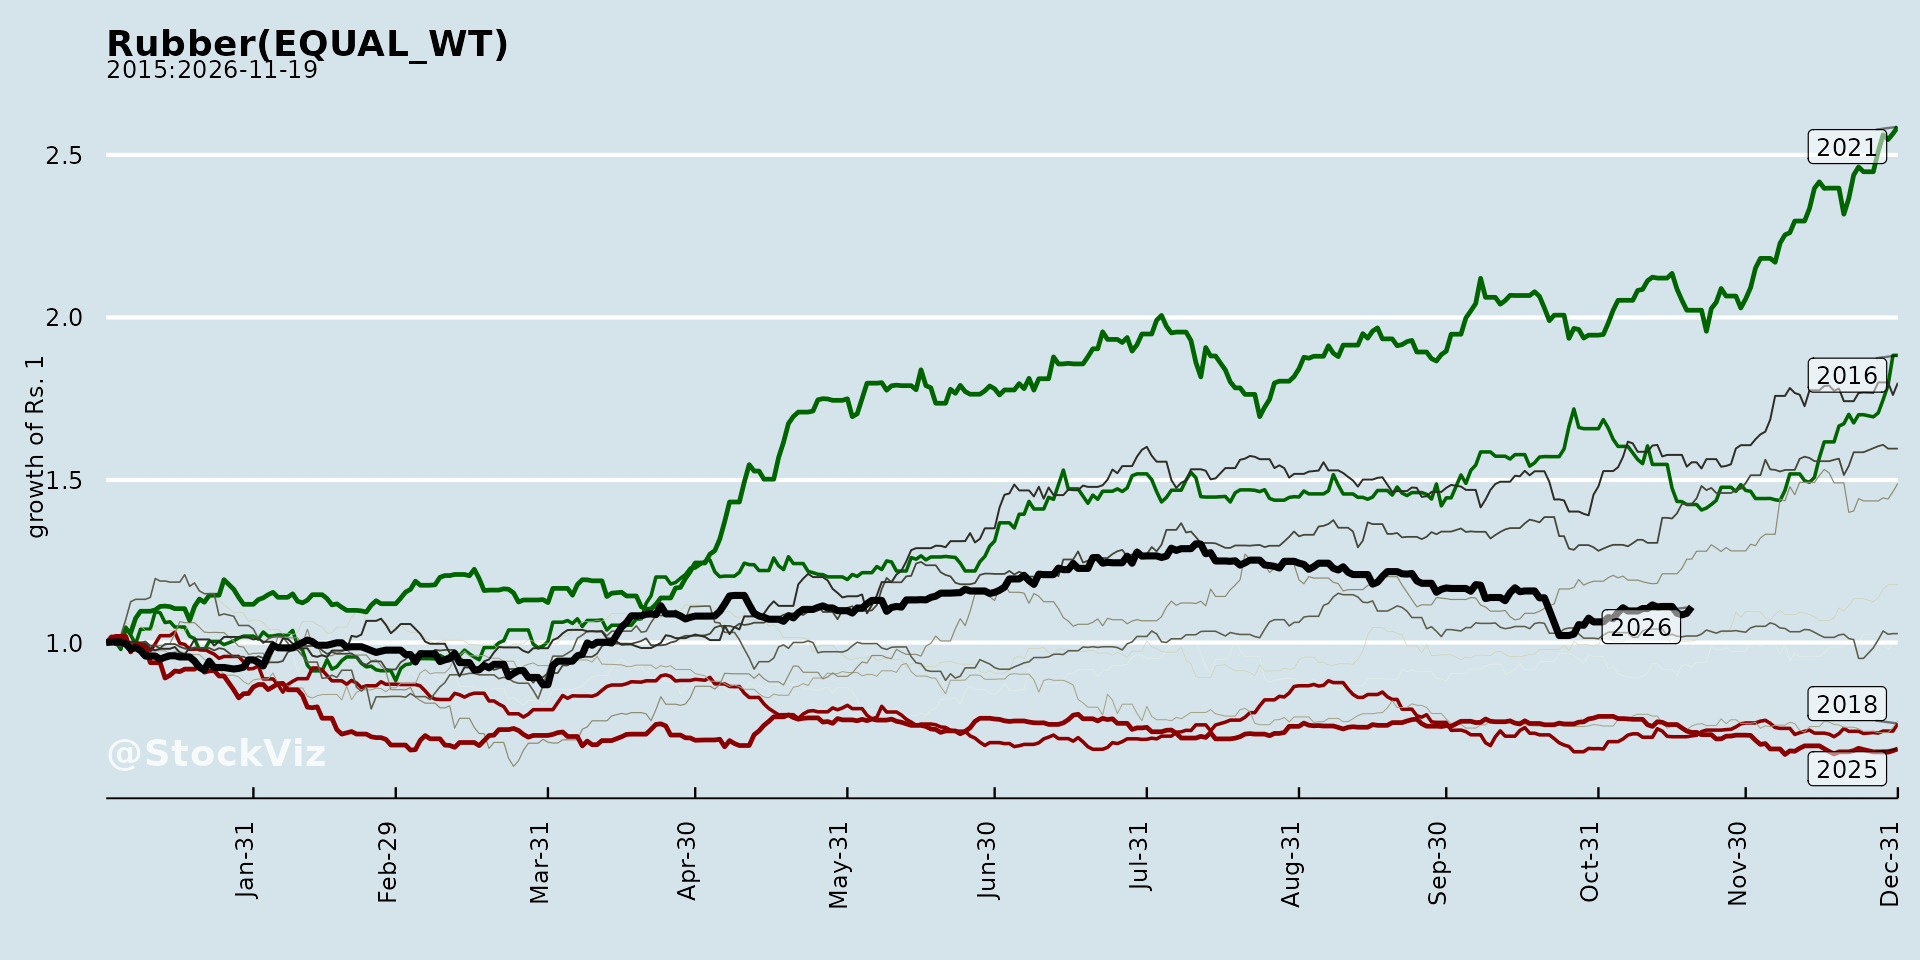 Rubber(EQUAL_WT)
2015:2026-11-19
growth of Rs. 1
2.5
2.0
1.5
1.0
2021
2016
2026
2018
2025
@StockViz
Jan-31
Feb-29
Mar-31
Apr-30
May-31
Jun-30
Jul-31
Aug-31
Sep-30
Oct-31
Nov-30
Dec-31